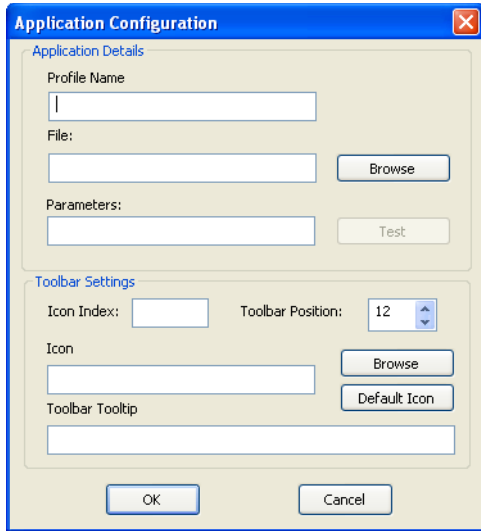 Application Configuration
Application Details
Profile Name
File:
Browse
Parameters:
Test
Toolbar Settings
Icon Index:
Toolbar Position: 12
Icon
Browse
Default Icon
Toolbar Tooltip
OK Cancel